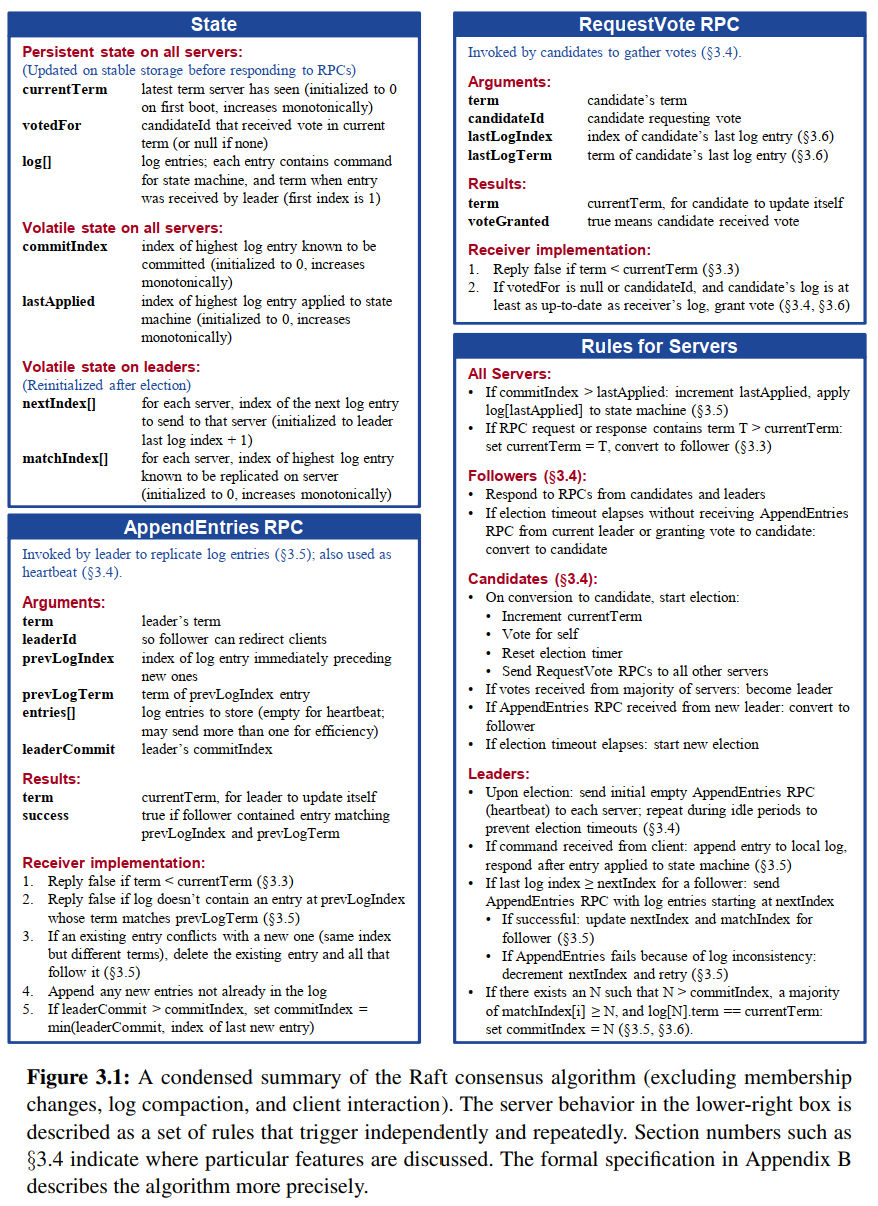 State
Persistent state on all servers:
(Updated on stable storage before responding to RPCs)
currentTerm latest term server has seen (initialized to 0
on first boot, increases monotonically)
votedFor candidateId that received vote in current
term (or null if none)
log[] log entries; each entry contains command
for state machine, and term when entry
was received by leader (first index is 1)
Volatile state on all servers:
commitIndex index of highest log entry known to be
committed (initialized to 0, increases
monotonically)
lastApplied index of highest log entry applied to state
machine (initialized to 0, increases
monotonically)
Volatile state on leaders:
(Reinitialized after election)
nextIndex[] for each server, index of the next log entry
to send to that server (initialized to leader
last log index + 1)
matchIndex[] for each server, index of highest log entry
known to be replicated on server
(initialized to 0, increases monotonically)
AppendEntries RPC
Invoked by leader to replicate log entries (§3.5); also used as
heartbeat (§3.4).
Arguments:
term leader's term
leaderId so follower can redirect clients
prevLogIndex index of log entry immediately preceding
new ones
prevLogTerm term of prevLogIndex entry
entries[] log entries to store (empty for heartbeat;
may send more than one for efficiency)
leaderCommit leader's commitIndex
Results:
term currentTerm, for leader to update itself
success true if follower contained entry matching
prevLogIndex and prevLogTerm
Receiver implementation:
1. Reply false if term < currentTerm (§3.3)
2. Reply false if log doesn't contain an entry at prevLogIndex
whose term matches prevLogTerm (§3.5)
3. If an existing entry conflicts with a new one (same index
but different terms), delete the existing entry and all that
follow it (§3.5)
4. Append any new entries not already in the log
5. If leaderCommit > commitIndex, set commitIndex =
min(leaderCommit, index of last new entry)
RequestVote RPC
Invoked by candidates to gather votes (§3.4).
Arguments:
term candidate's term
candidateId candidate requesting vote
lastLogIndex index of candidate's last log entry (§3.6)
lastLogTerm term of candidate's last log entry (§3.6)
Results:
term currentTerm, for candidate to update itself
voteGranted true means candidate received vote
Receiver implementation:
1. Reply false if term < currentTerm (§3.3)
2. If votedFor is null or candidateId, and candidate's log is at
least as up-to-date as receiver's log, grant vote (§3.4, §3.6)
Rules for Servers
All Servers:
• If commitIndex > lastApplied: increment lastApplied, apply
log[lastApplied] to state machine (§3.5)
• If RPC request or response contains term T > currentTerm:
set currentTerm = T, convert to follower (§3.3)
Followers (§3.4):
• Respond to RPCs from candidates and leaders
• If election timeout elapses without receiving AppendEntries
RPC from current leader or granting vote to candidate:
convert to candidate
Candidates (§3.4):
• On conversion to candidate, start election:
• Increment currentTerm
• Vote for self
• Reset election timer
• Send RequestVote RPCs to all other servers
• If votes received from majority of servers: become leader
• If AppendEntries RPC received from new leader: convert to
follower
• If election timeout elapses: start new election
Leaders:
• Upon election: send initial empty AppendEntries RPC
(heartbeat) to each server; repeat during idle periods to
prevent election timeouts (§3.4)
• If command received from client: append entry to local log,
respond after entry applied to state machine (§3.5)
• If last log index ≥ nextIndex for a follower: send
AppendEntries RPC with log entries starting at nextIndex
• If successful: update nextIndex and matchIndex for
follower (§3.5)
• If AppendEntries fails because of log inconsistency:
decrement nextIndex and retry (§3.5)
• If there exists an N such that N > commitIndex, a majority
of matchIndex[i] ≥ N, and log[N].term == currentTerm:
set commitIndex = N (§3.5, §3.6).
Figure 3.1: A condensed summary of the Raft consensus algorithm (excluding membership
changes, log compaction, and client interaction). The server behavior in the lower-right box is
described as a set of rules that trigger independently and repeatedly. Section numbers such as
§3.4 indicate where particular features are discussed. The formal specification in Appendix B
describes the algorithm more precisely.